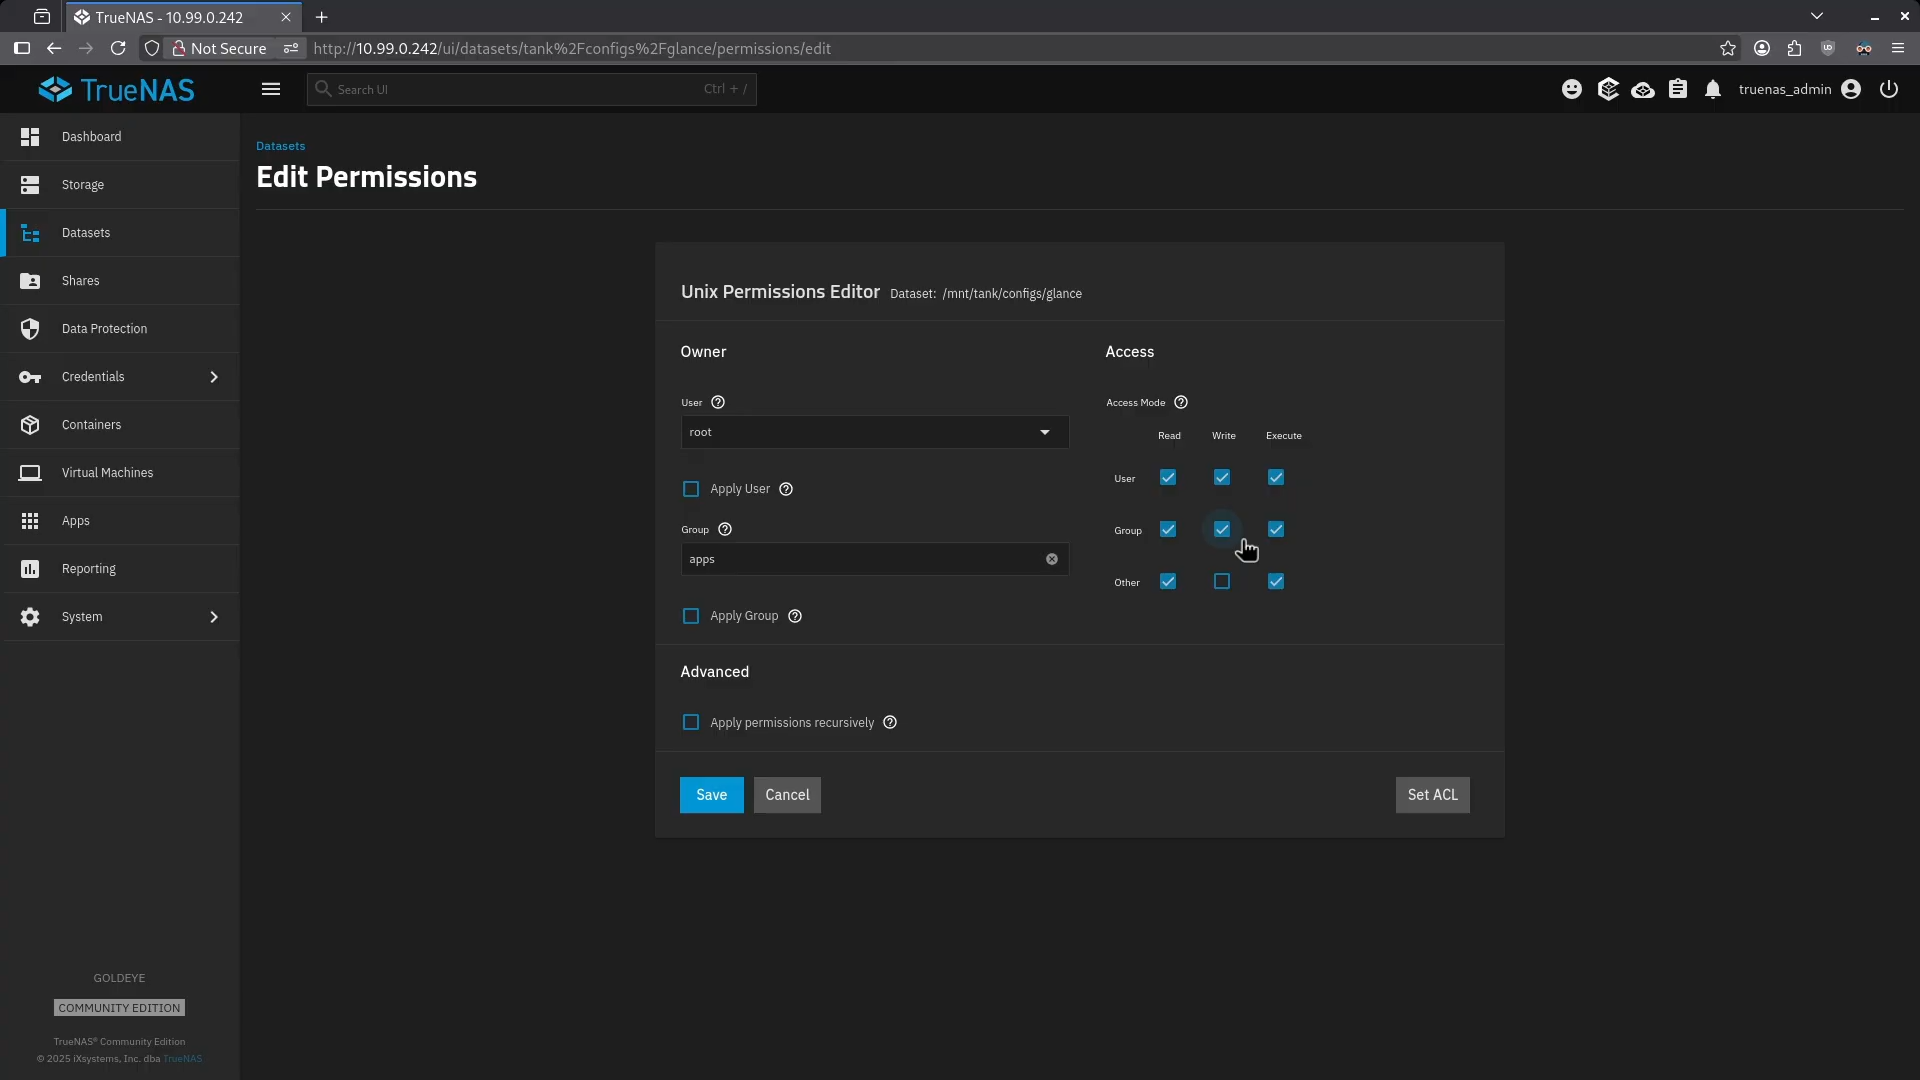 TrueNAS - 10.99.0.242
Not Secure
http://10.99.0.242/ui/datasets/tank%2Fconfigs%2Fglance/permissions/edit
TrueNAS
Search UI
Ctrl + /
truenas_admin
Dashboard
Storage
Datasets
Shares
Data Protection
Credentials
Containers
Virtual Machines
Apps
Reporting
System
GOLDEYE
COMMUNITY EDITION
TrueNAS® Community Edition
© 2025 iXsystems, Inc. dba TrueNAS
Datasets
Edit Permissions
Unix Permissions Editor Dataset: /mnt/tank/configs/glance
Owner
User
root
Apply User
Group
apps
Apply Group
Access
Access Mode
Read Write Execute
User
Group
Other
Advanced
Apply permissions recursively
Save
Cancel
Set ACL